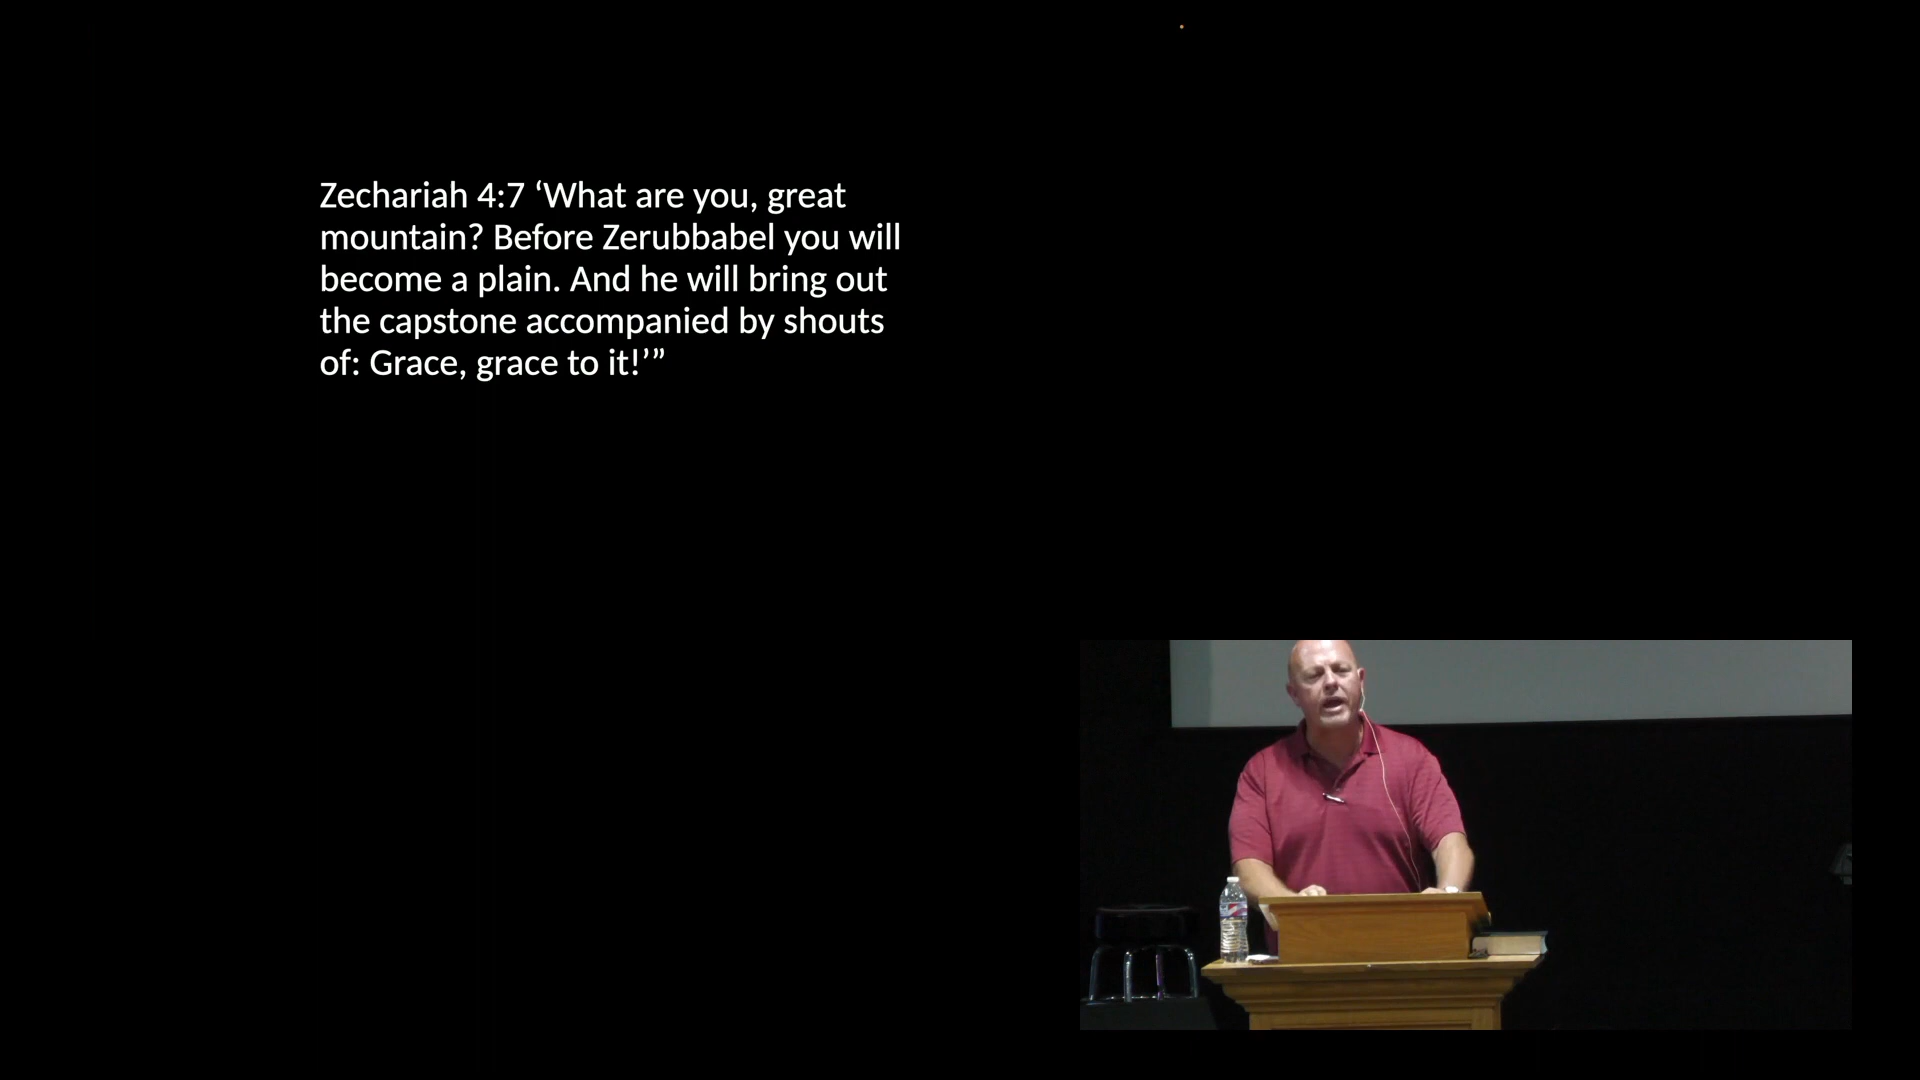 Zechariah 4:7 ‘What are you, great
mountain? Before Zerubbabel you will
become a plain. And he will bring out
the capstone accompanied by shouts
of: Grace, grace to it!’”